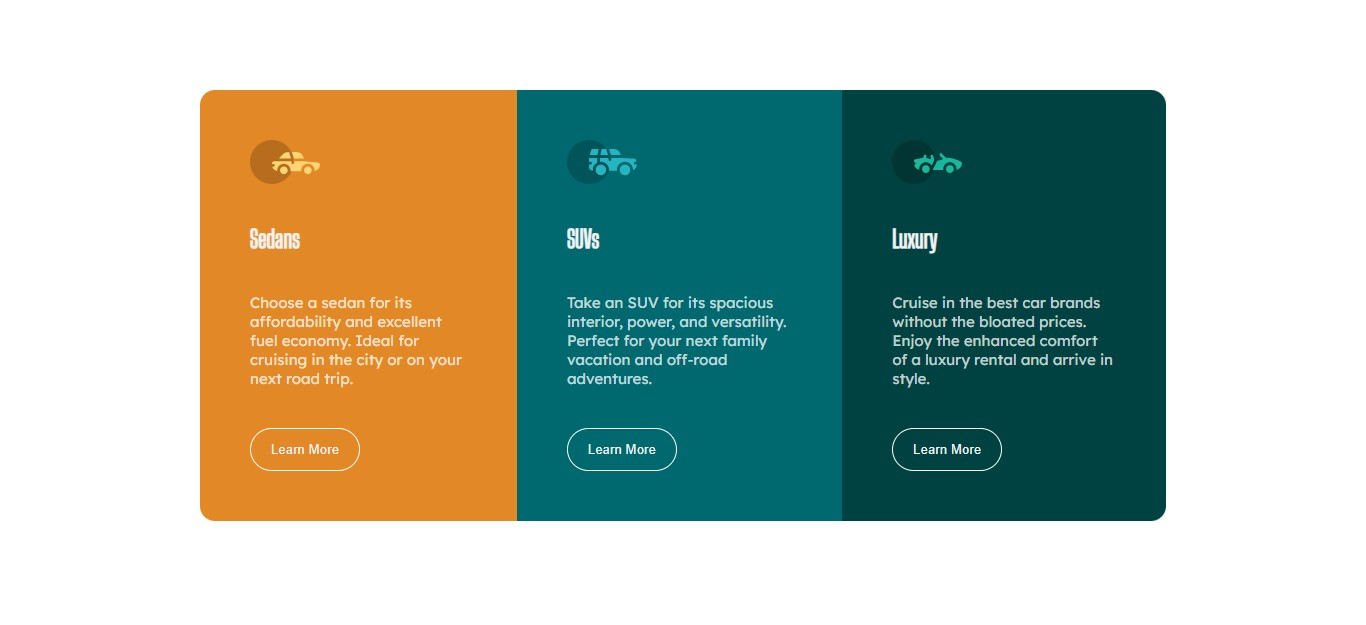 Sedans
Choose a sedan for its
affordability and excellent
fuel economy. Ideal for
cruising in the city or on your
next road trip.
Learn More
SUVs
Take an SUV for its spacious
interior, power, and versatility.
Perfect for your next family
vacation and off-road
adventures.
Learn More
Luxury
Cruise in the best car brands
without the bloated prices.
Enjoy the enhanced comfort
of a luxury rental and arrive in
style.
Learn More